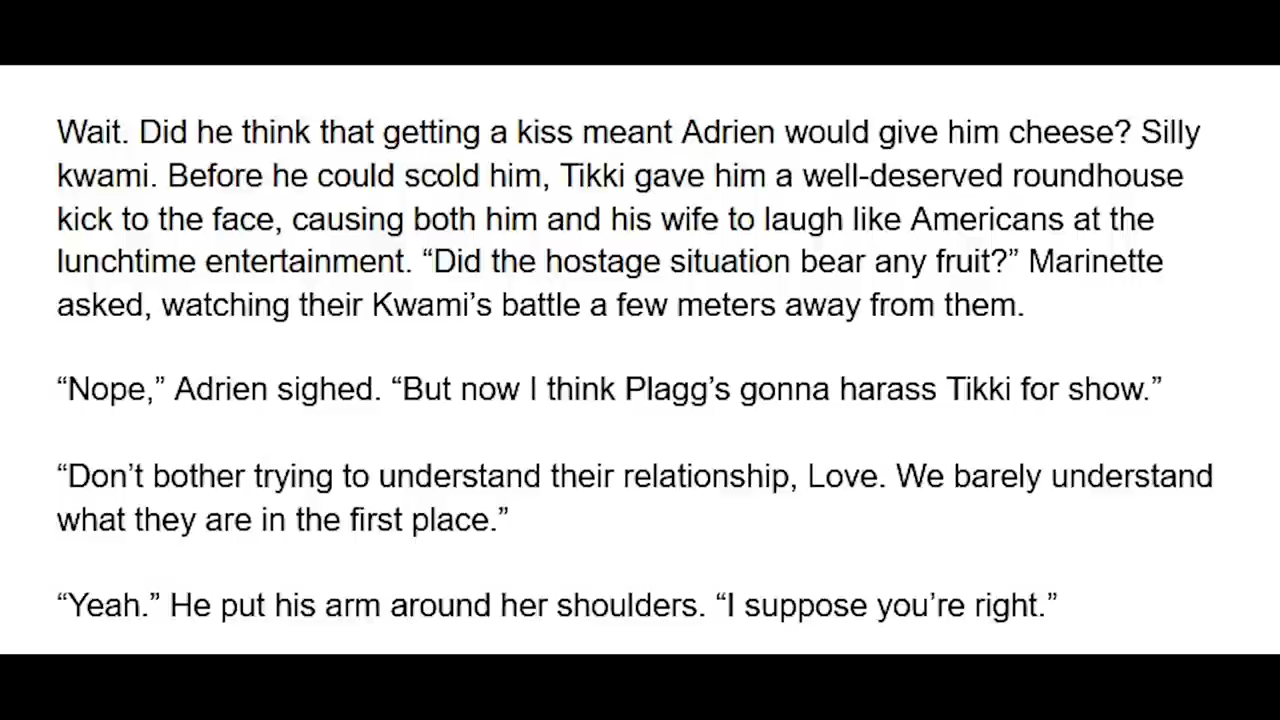 Wait. Did he think that getting a kiss meant Adrien would give him cheese? Silly
kwami. Before he could scold him, Tikki gave him a well-deserved roundhouse
kick to the face, causing both him and his wife to laugh like Americans at the
lunchtime entertainment. “Did the hostage situation bear any fruit?” Marinette
asked, watching their Kwami’s battle a few meters away from them.
“Nope,” Adrien sighed. “But now I think Plagg’s gonna harass Tikki for show.”
“Don’t bother trying to understand their relationship, Love. We barely understand
what they are in the first place.”
“Yeah.” He put his arm around her shoulders. “I suppose you’re right.”